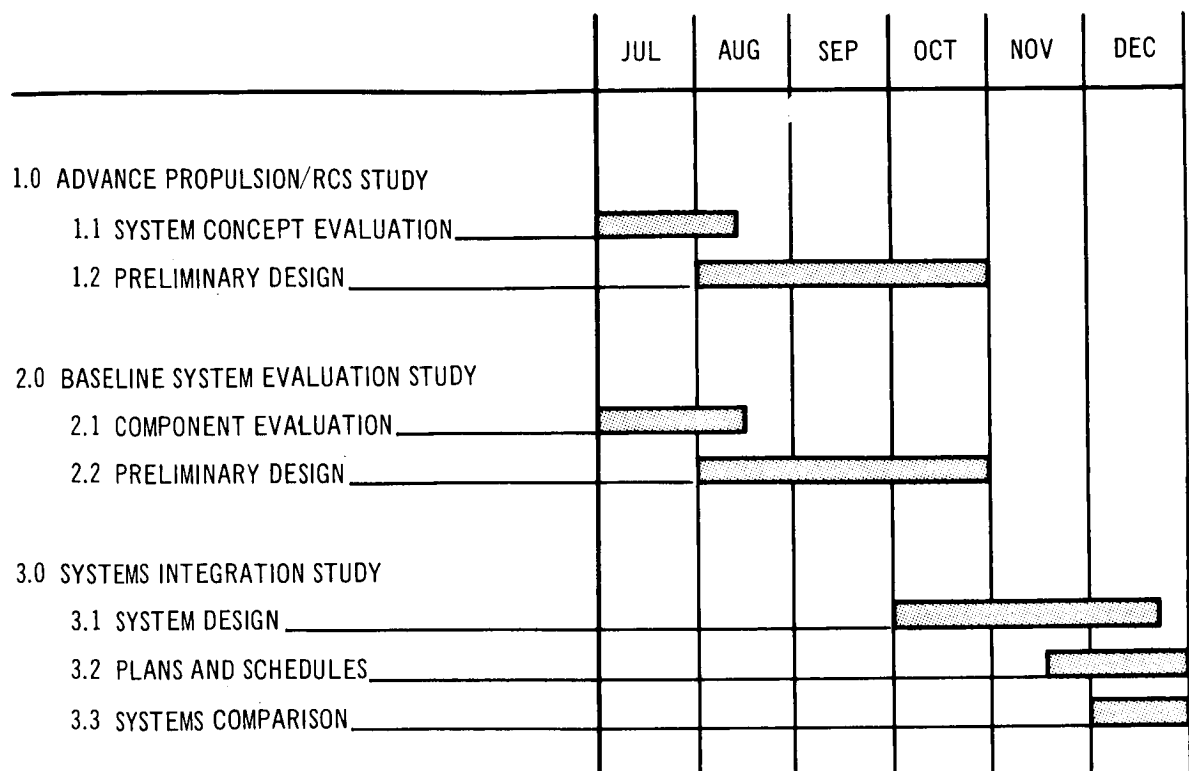 JUL AUG SEP OCT NOV DEC
1.0 ADVANCE PROPULSION/RCS STUDY
1.1 SYSTEM CONCEPT EVALUATION
1.2 PRELIMINARY DESIGN
2.0 BASELINE SYSTEM EVALUATION STUDY
2.1 COMPONENT EVALUATION
2.2 PRELIMINARY DESIGN
3.0 SYSTEMS INTEGRATION STUDY
3.1 SYSTEM DESIGN
3.2 PLANS AND SCHEDULES
3.3 SYSTEMS COMPARISON